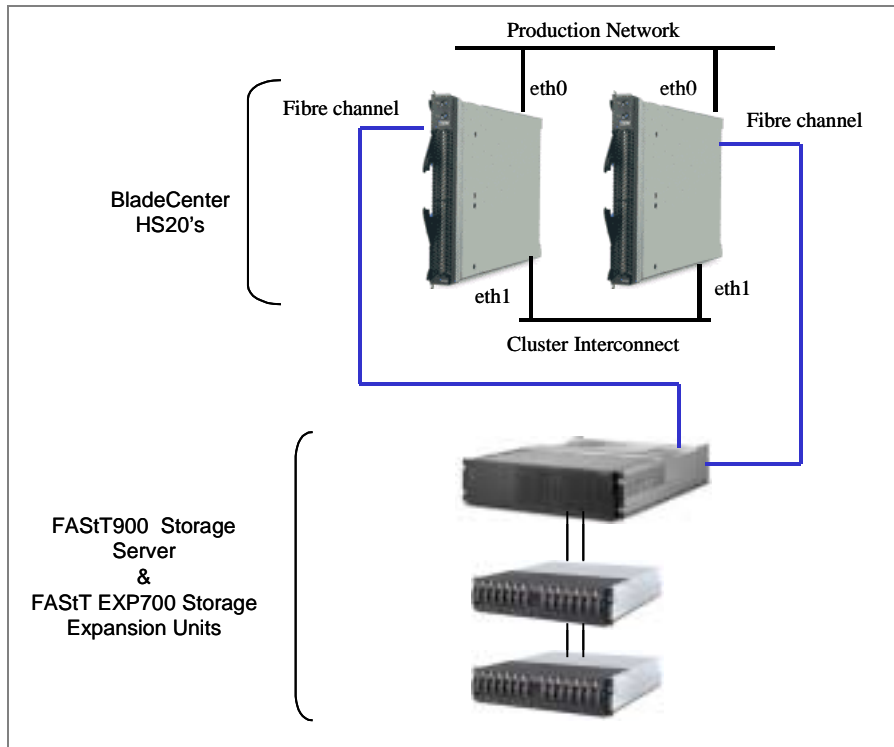 Production Network
eth0
eth0
Fibre channel
Fibre channel
BladeCenter
HS20's
eth1
eth1
Cluster Interconnect
FAStT900 Storage
Server
&
FAStT EXP700 Storage
Expansion Units